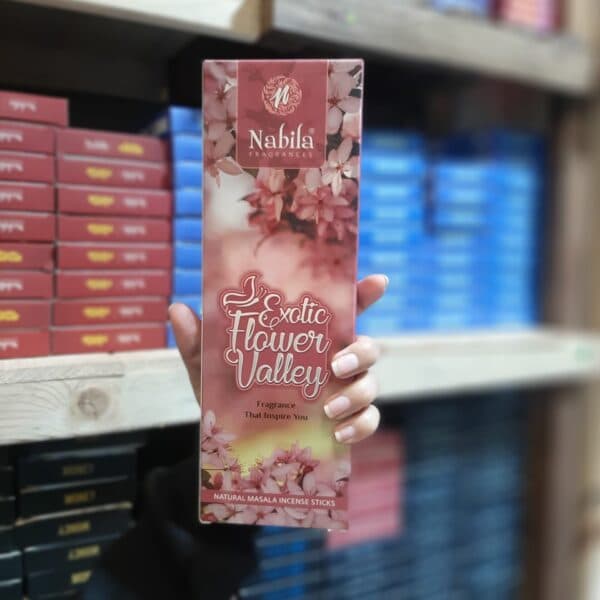 n
Nabila®
FRAGRANCES
Exotic
Flower
Valley
Fragrance
That Inspire You
NATURAL MASALA INCENSE STICKS